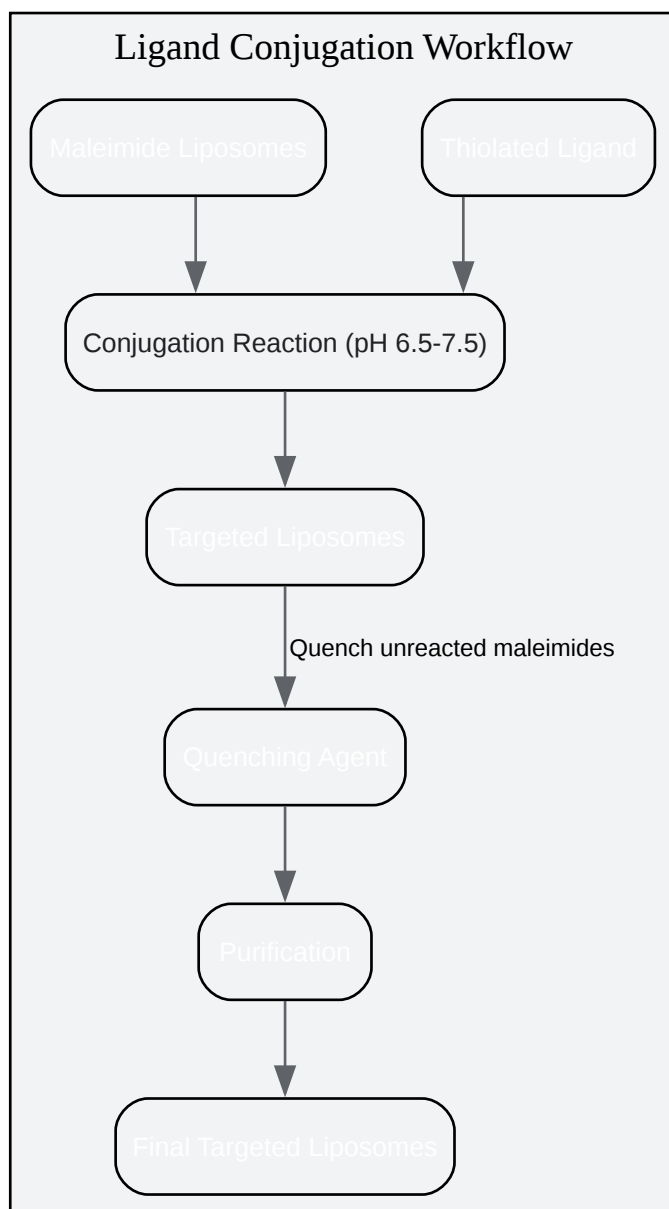 Ligand Conjugation Workflow
Maleimide Liposomes
Thiolated Ligand
Conjugation Reaction (pH 6.5-7.5)
Targeted Liposomes
Quench unreacted maleimides
Quenching Agent
Purification
Final Targeted Liposomes